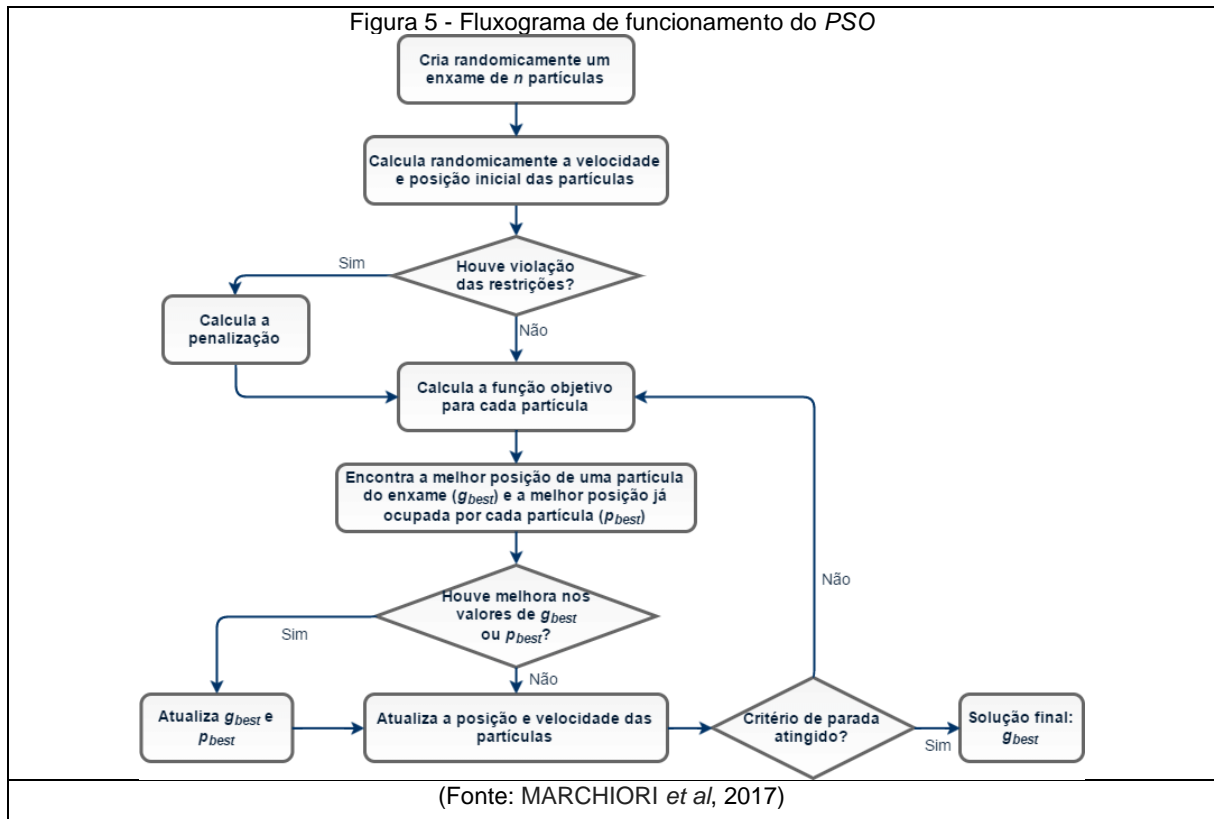 Figura 5 - Fluxograma de funcionamento do PSO
Cria randomicamente um
enxame de n partículas
Calcula randomicamente a velocidade
e posição inicial das partículas
Sim
Houve violação
das restrições?
Calcula a
penalização
Não
Calcula a função objetivo
para cada partícula
Encontra a melhor posição de uma partícula
do enxame (gbest) e a melhor posição já
ocupada por cada partícula (pbest)
Não
Houve melhora nos
valores de gbest
ou pbest?
Sim
Não
Atualiza gbest e
pbest
Atualiza a posição e velocidade das
partículas
Critério de parada
atingido?
Sim
Solução final:
gbest
(Fonte: MARCHIORI et al, 2017)